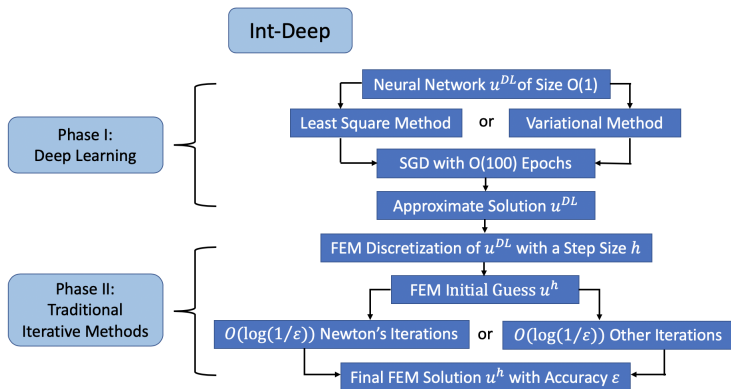 Int-Deep
Neural Network u^{DL} of Size O(1)
Phase I:
Deep Learning
Least Square Method
or
Variational Method
SGD with O(100) Epochs
Approximate Solution u^{DL}
FEM Discretization of u^{DL} with a Step Size h
Phase II:
Traditional
Iterative Methods
FEM Initial Guess u^h
O(log(1/ε)) Newton's Iterations
or
O(log(1/ε)) Other Iterations
Final FEM Solution u^h with Accuracy ε